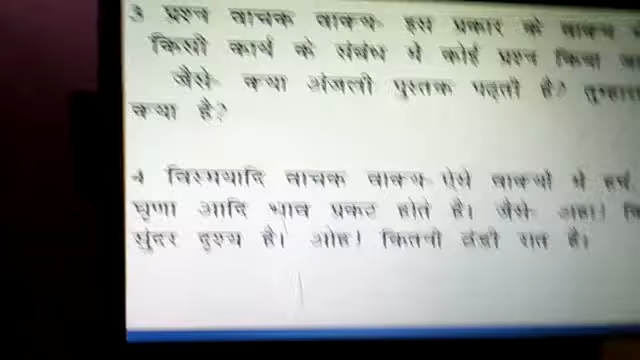 3 प्रश्न वाचक वाक्य- इस प्रकार के वाक्य
किसी कार्य के संबंध में कोई प्रश्न किया
जैसे- क्या अंजली पुस्तक पढ़ती है? तुम्हारा
क्या है?
4 विस्मयादि वाचक वाक्य- ऐसे वाक्यों में हर्ष
घृणा आदि भाव प्रकट होते है। जैसे- अहा!
सुंदर दृश्य है। ओह! कितनी ठंडी रात है।